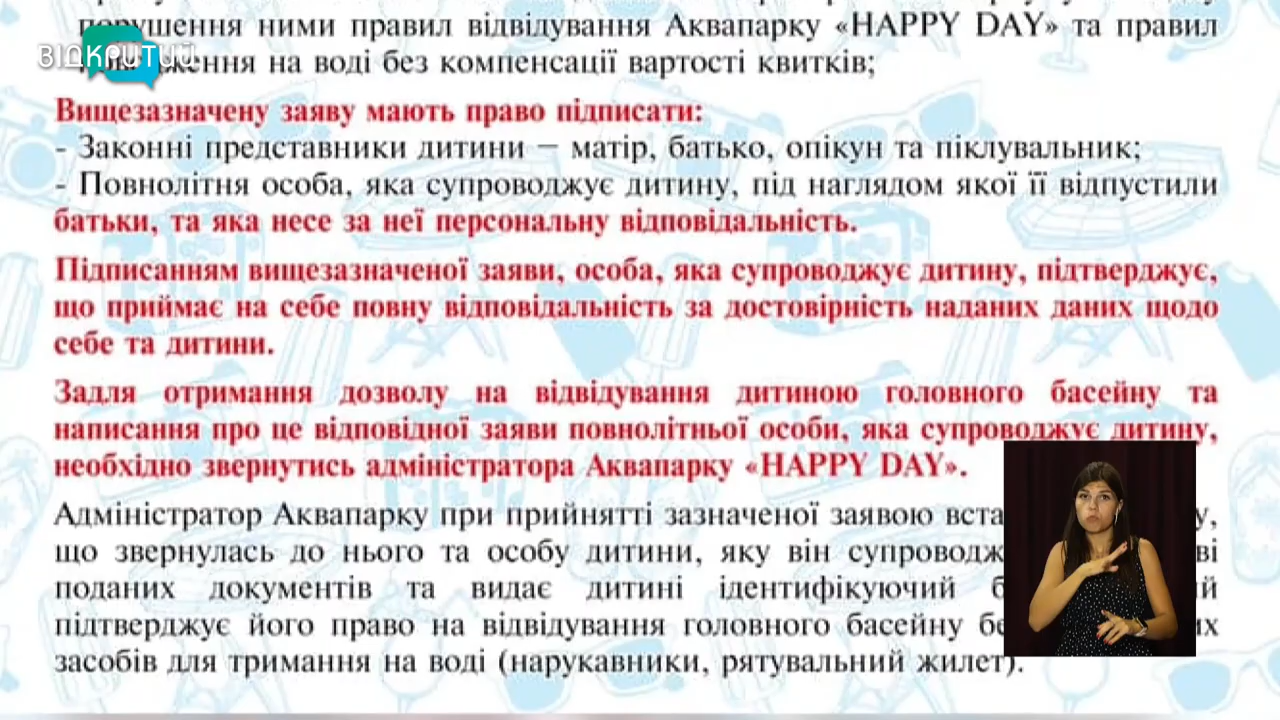 порушення ними правил відвідування Аквапарку «HAPPY DAY» та правил
ВІДКРИТИЙ
на воді без компенсації вартості квитків;
Вищезазначену заяву мають право підписати:
- Законні представники дитини – матір, батько, опікун та піклувальник;
- Повнолітня особа, яка супроводжує дитину, під наглядом якої її відпустили
батьки, та яка несе за неї персональну відповідальність.
Підписанням вищезазначеної заяви, особа, яка супроводжує дитину, підтверджує,
що приймає на себе повну відповідальність за достовірність наданих даних щодо
себе та дитини.
Задля отримання дозволу на відвідування дитиною головного басейну та
написання про це відповідної заяви повнолітньої особи, яка супроводжує дитину,
необхідно звернутись адміністратора Аквапарку «HAPPY DAY».
Адміністратор Аквапарку при прийнятті зазначеної заявою
що звернулась до нього та особу дитини, яку він
поданих документів та видає дитині ідентифікуючий
підтверджує його право на відвідування головного басейну
засобів для тримання на воді (нарукавники, рятувальний жилет).